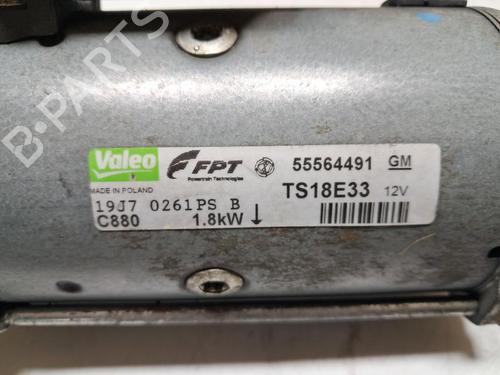 B-PARTS
Valeo FPT 55564491 GM
Powertrain Technologies
MADE IN POLAND TS18E33 12V
19J7 0261PS B
C880 1.8kW ↓